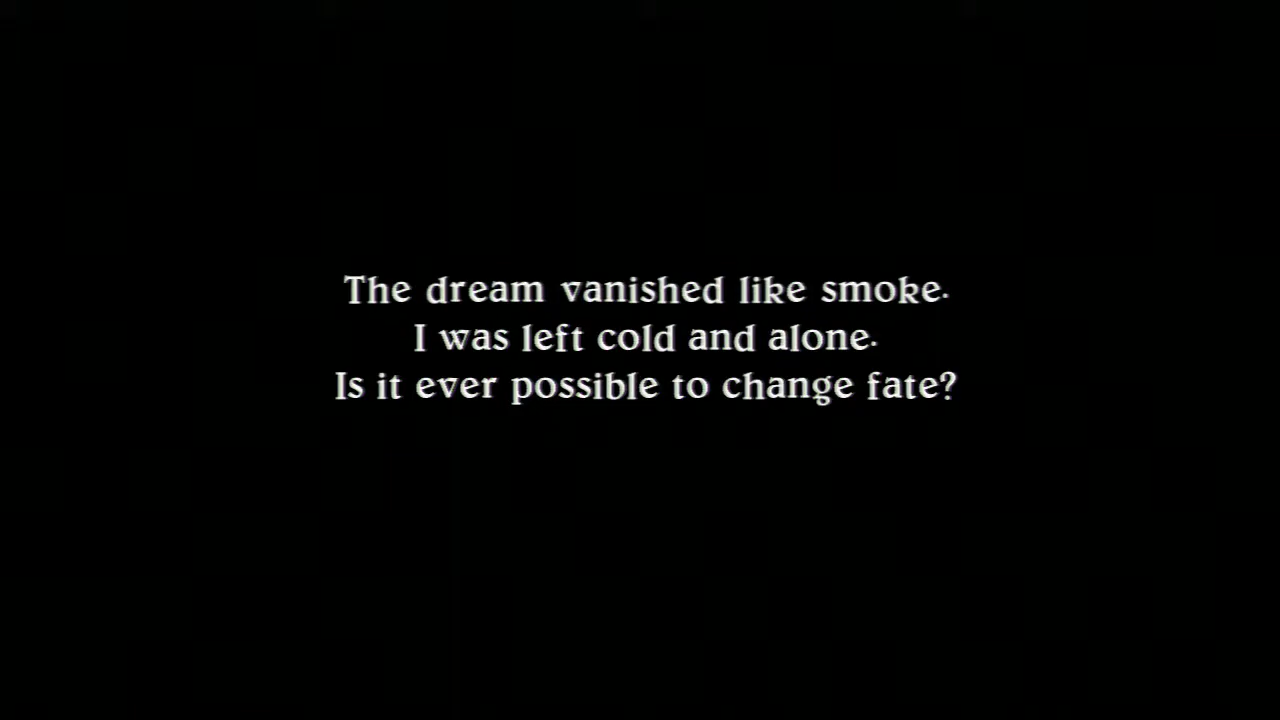 The dream vanished like smoke.
I was left cold and alone.
Is it ever possible to change fate?